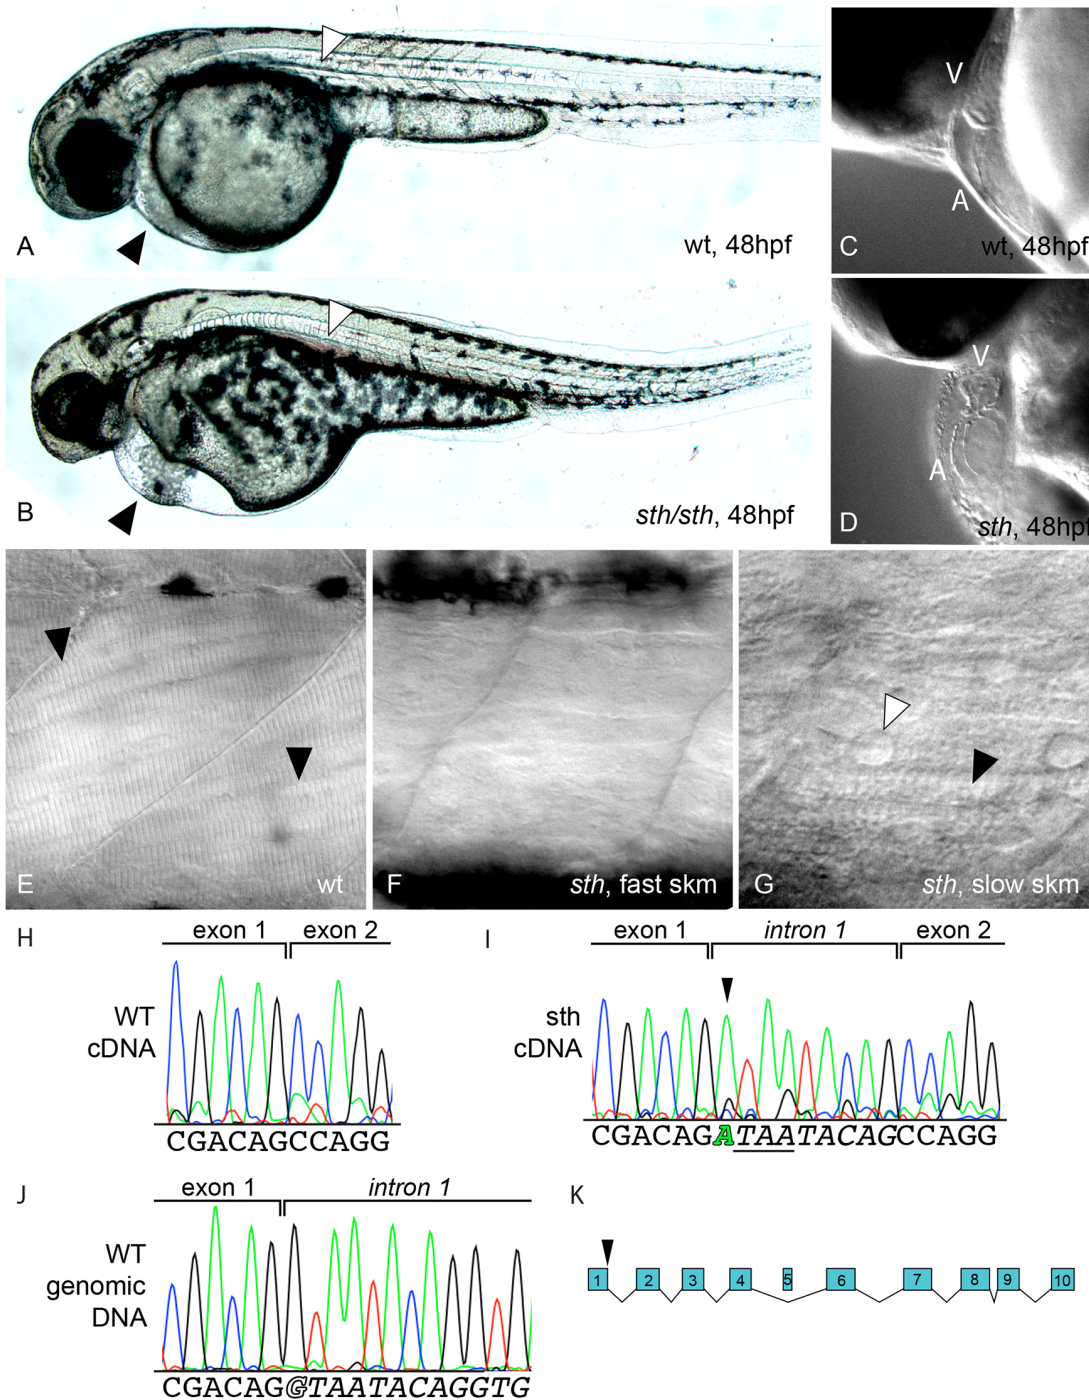 A
wt, 48hpf
V
A
C
wt, 48hpf
B
sth/sth, 48hpf
V
A
D
sth, 48hpf
E
wt
F
sth, fast skm
G
sth, slow skm
H
exon 1
exon 2
WT
cDNA
CGACAGCCAGG
I
exon 1
intron 1
exon 2
sth
cDNA
CGACAGATAATACAGCCAGG
J
exon 1
intron 1
WT
genomic
DNA
CGACAGGTAATACAGGTG
K
1 2 3 4 5 6 7 8 9 10